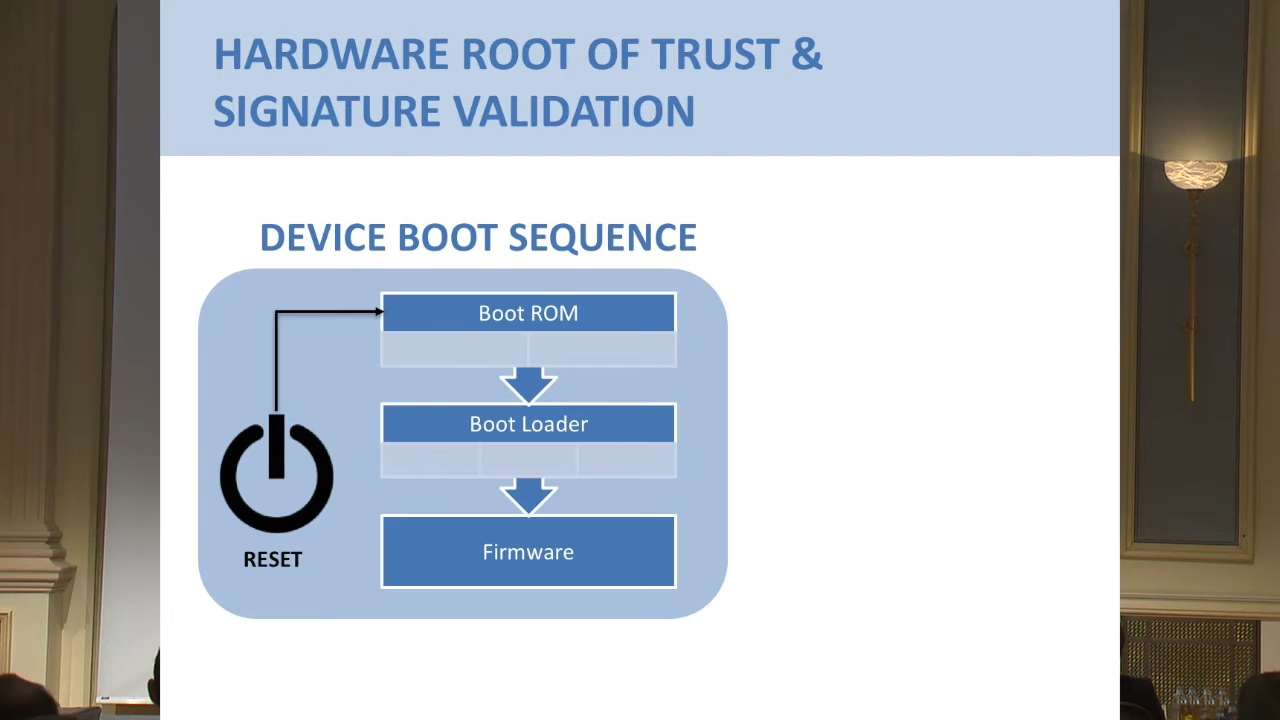 HARDWARE ROOT OF TRUST &
SIGNATURE VALIDATION
DEVICE BOOT SEQUENCE
Boot ROM
Boot Loader
Firmware
RESET